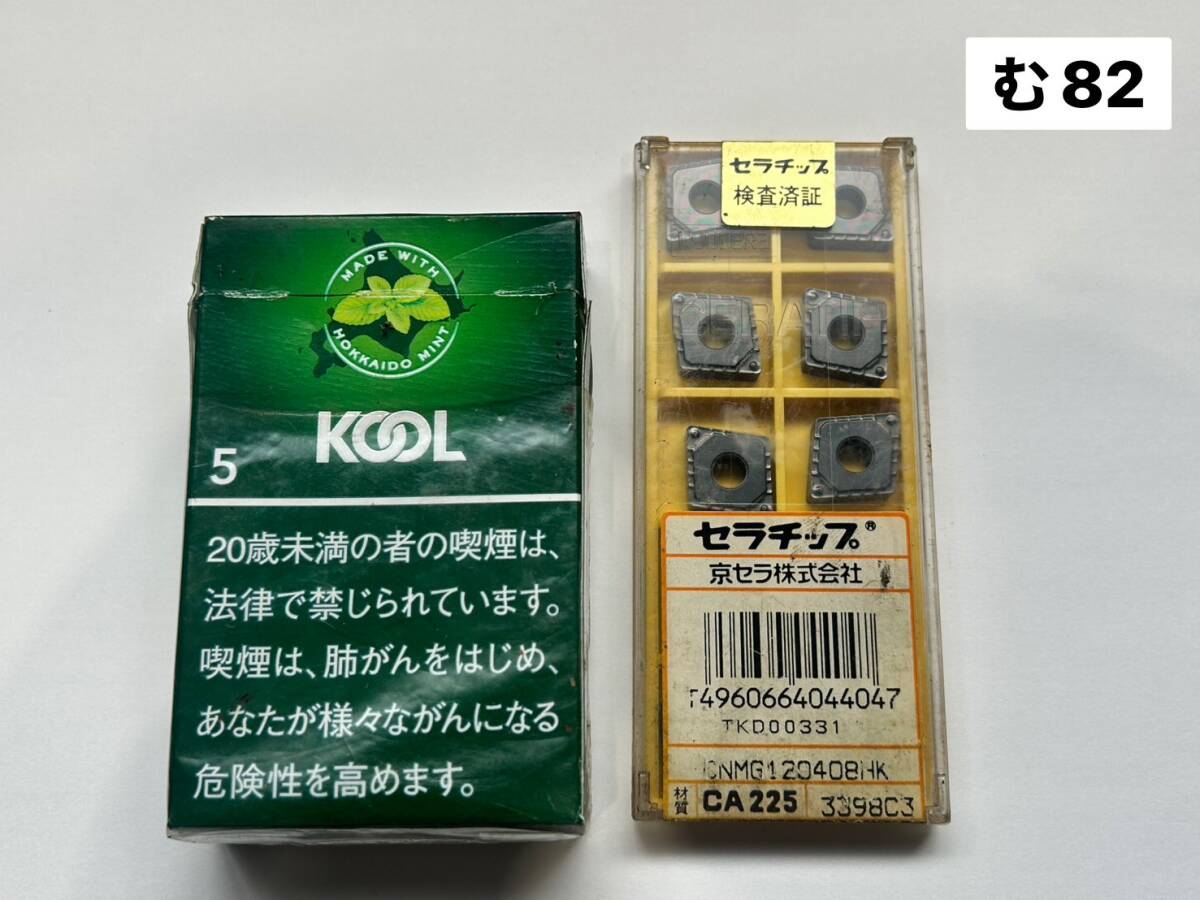 む82
MADE WITH
HOKKAIDO MINT
KOOL
5
20歳未満の者の喫煙は、
法律で禁じられています。
喫煙は、肺がんをはじめ、
あなたが様々ながんになる
危険性を高めます。
セラチップ
検査済証
セラチップ®
京セラ株式会社
T4960664044047
TKD00331
CNMG120408HK
材質 CA225 3398C3